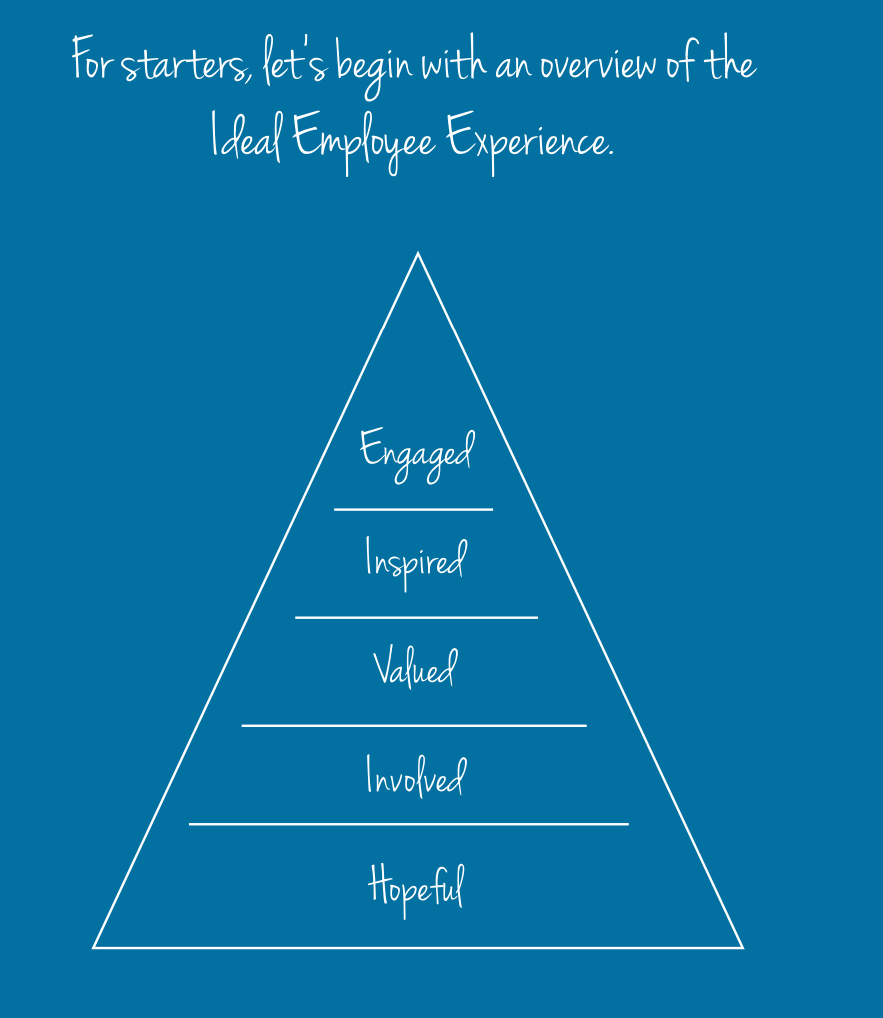 For starters, let's begin with an overview of the
Ideal Employee Experience.
Engaged
Inspired
Valued
Involved
Hopeful